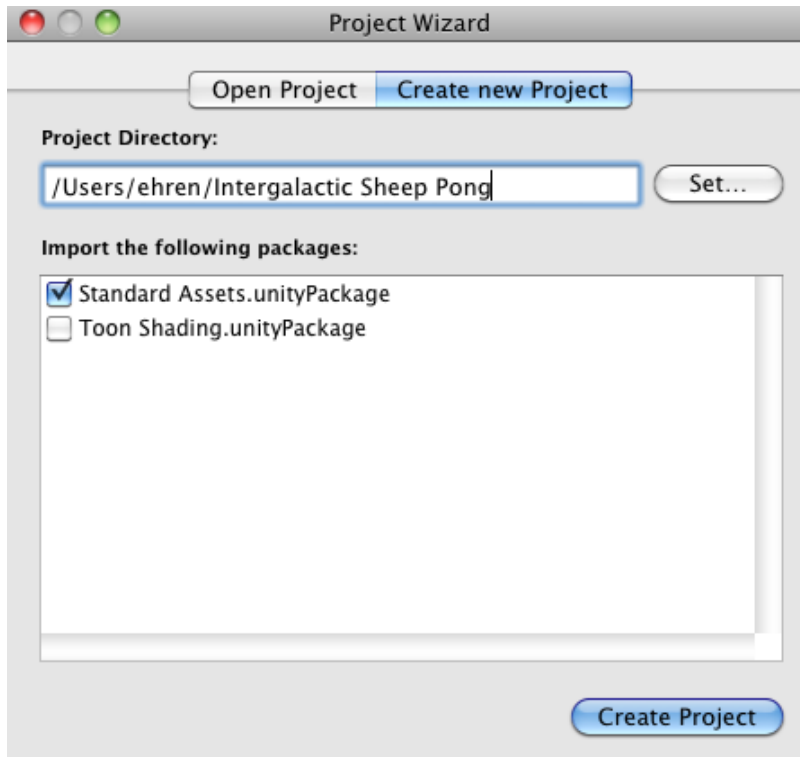 Project Wizard
Open Project Create new Project
Project Directory:
/Users/ehren/Intergalactic Sheep Pong Set...
Import the following packages:
Standard Assets.unityPackage
Toon Shading.unityPackage
Create Project